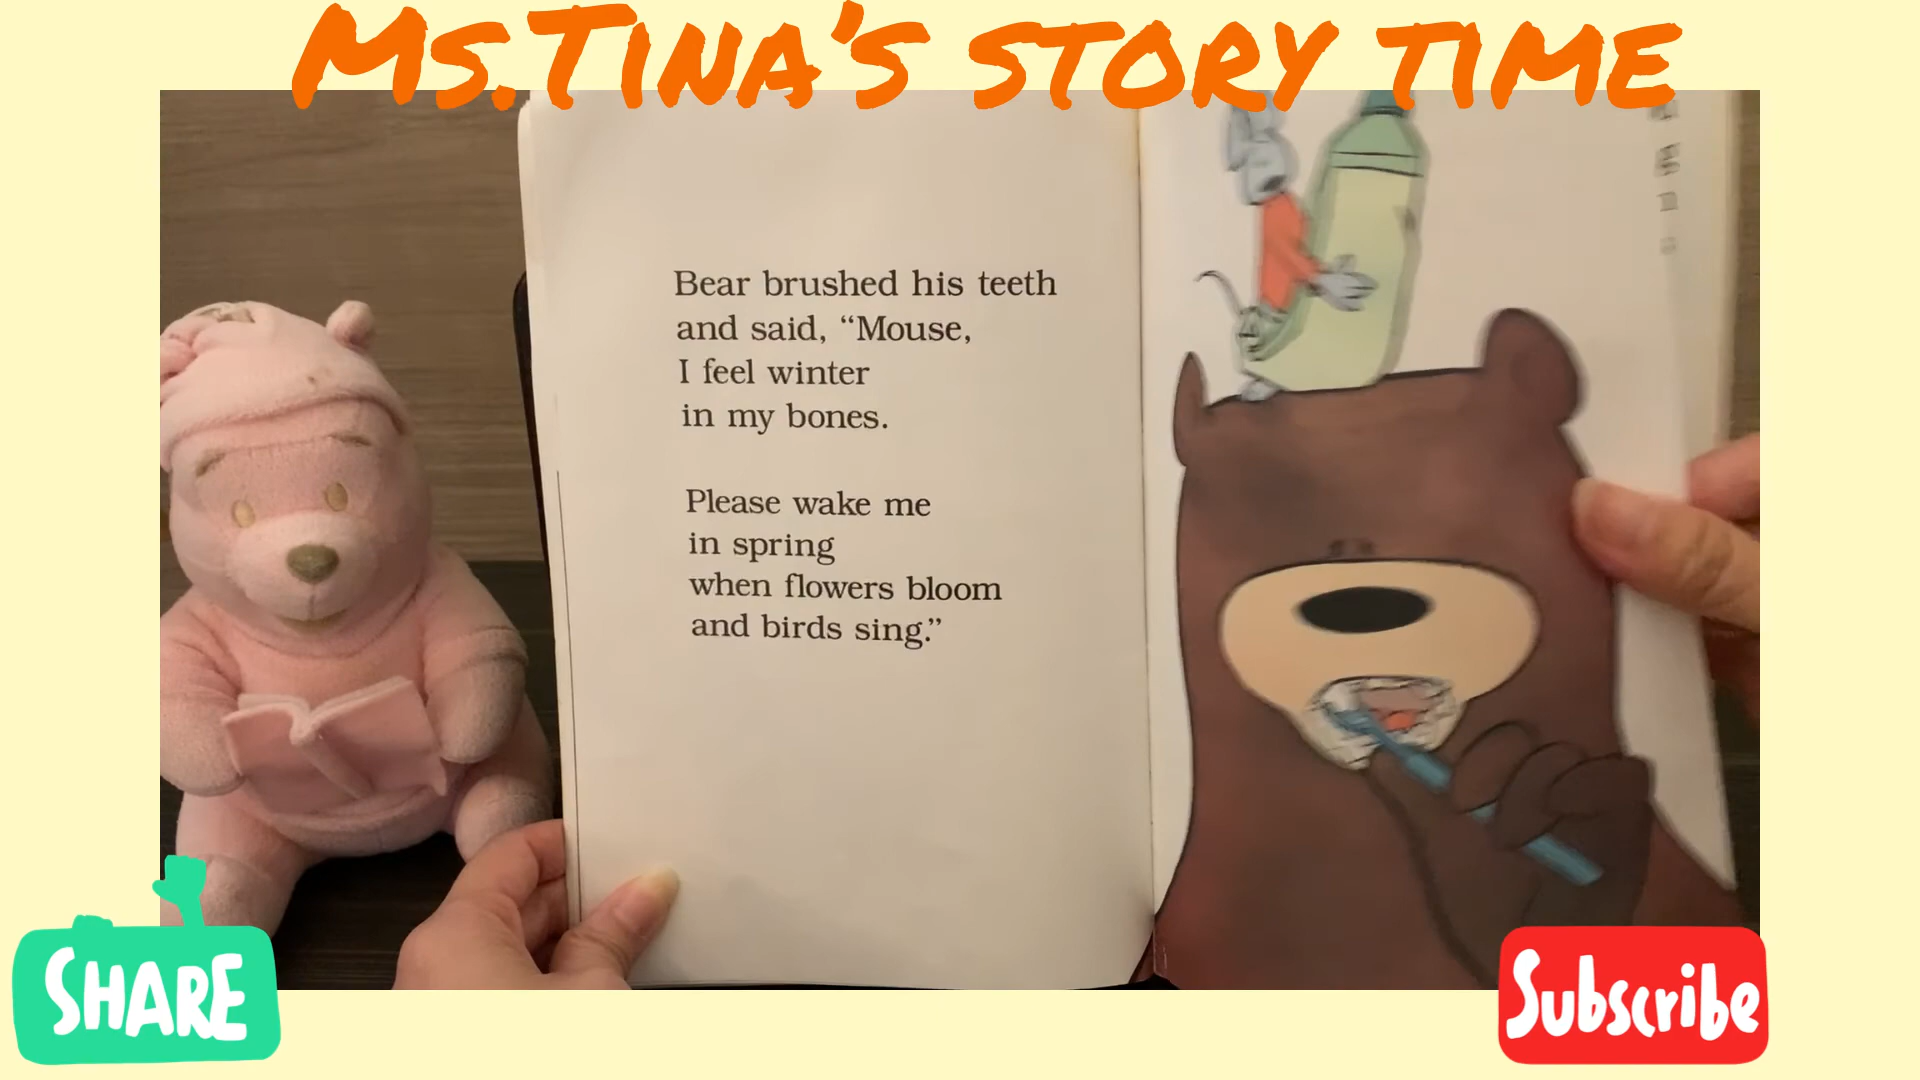 Ms.Tina's story time
Bear brushed his teeth
and said, “Mouse,
I feel winter
in my bones.
Please wake me
in spring
when flowers bloom
and birds sing.”
SHARE
Subscribe